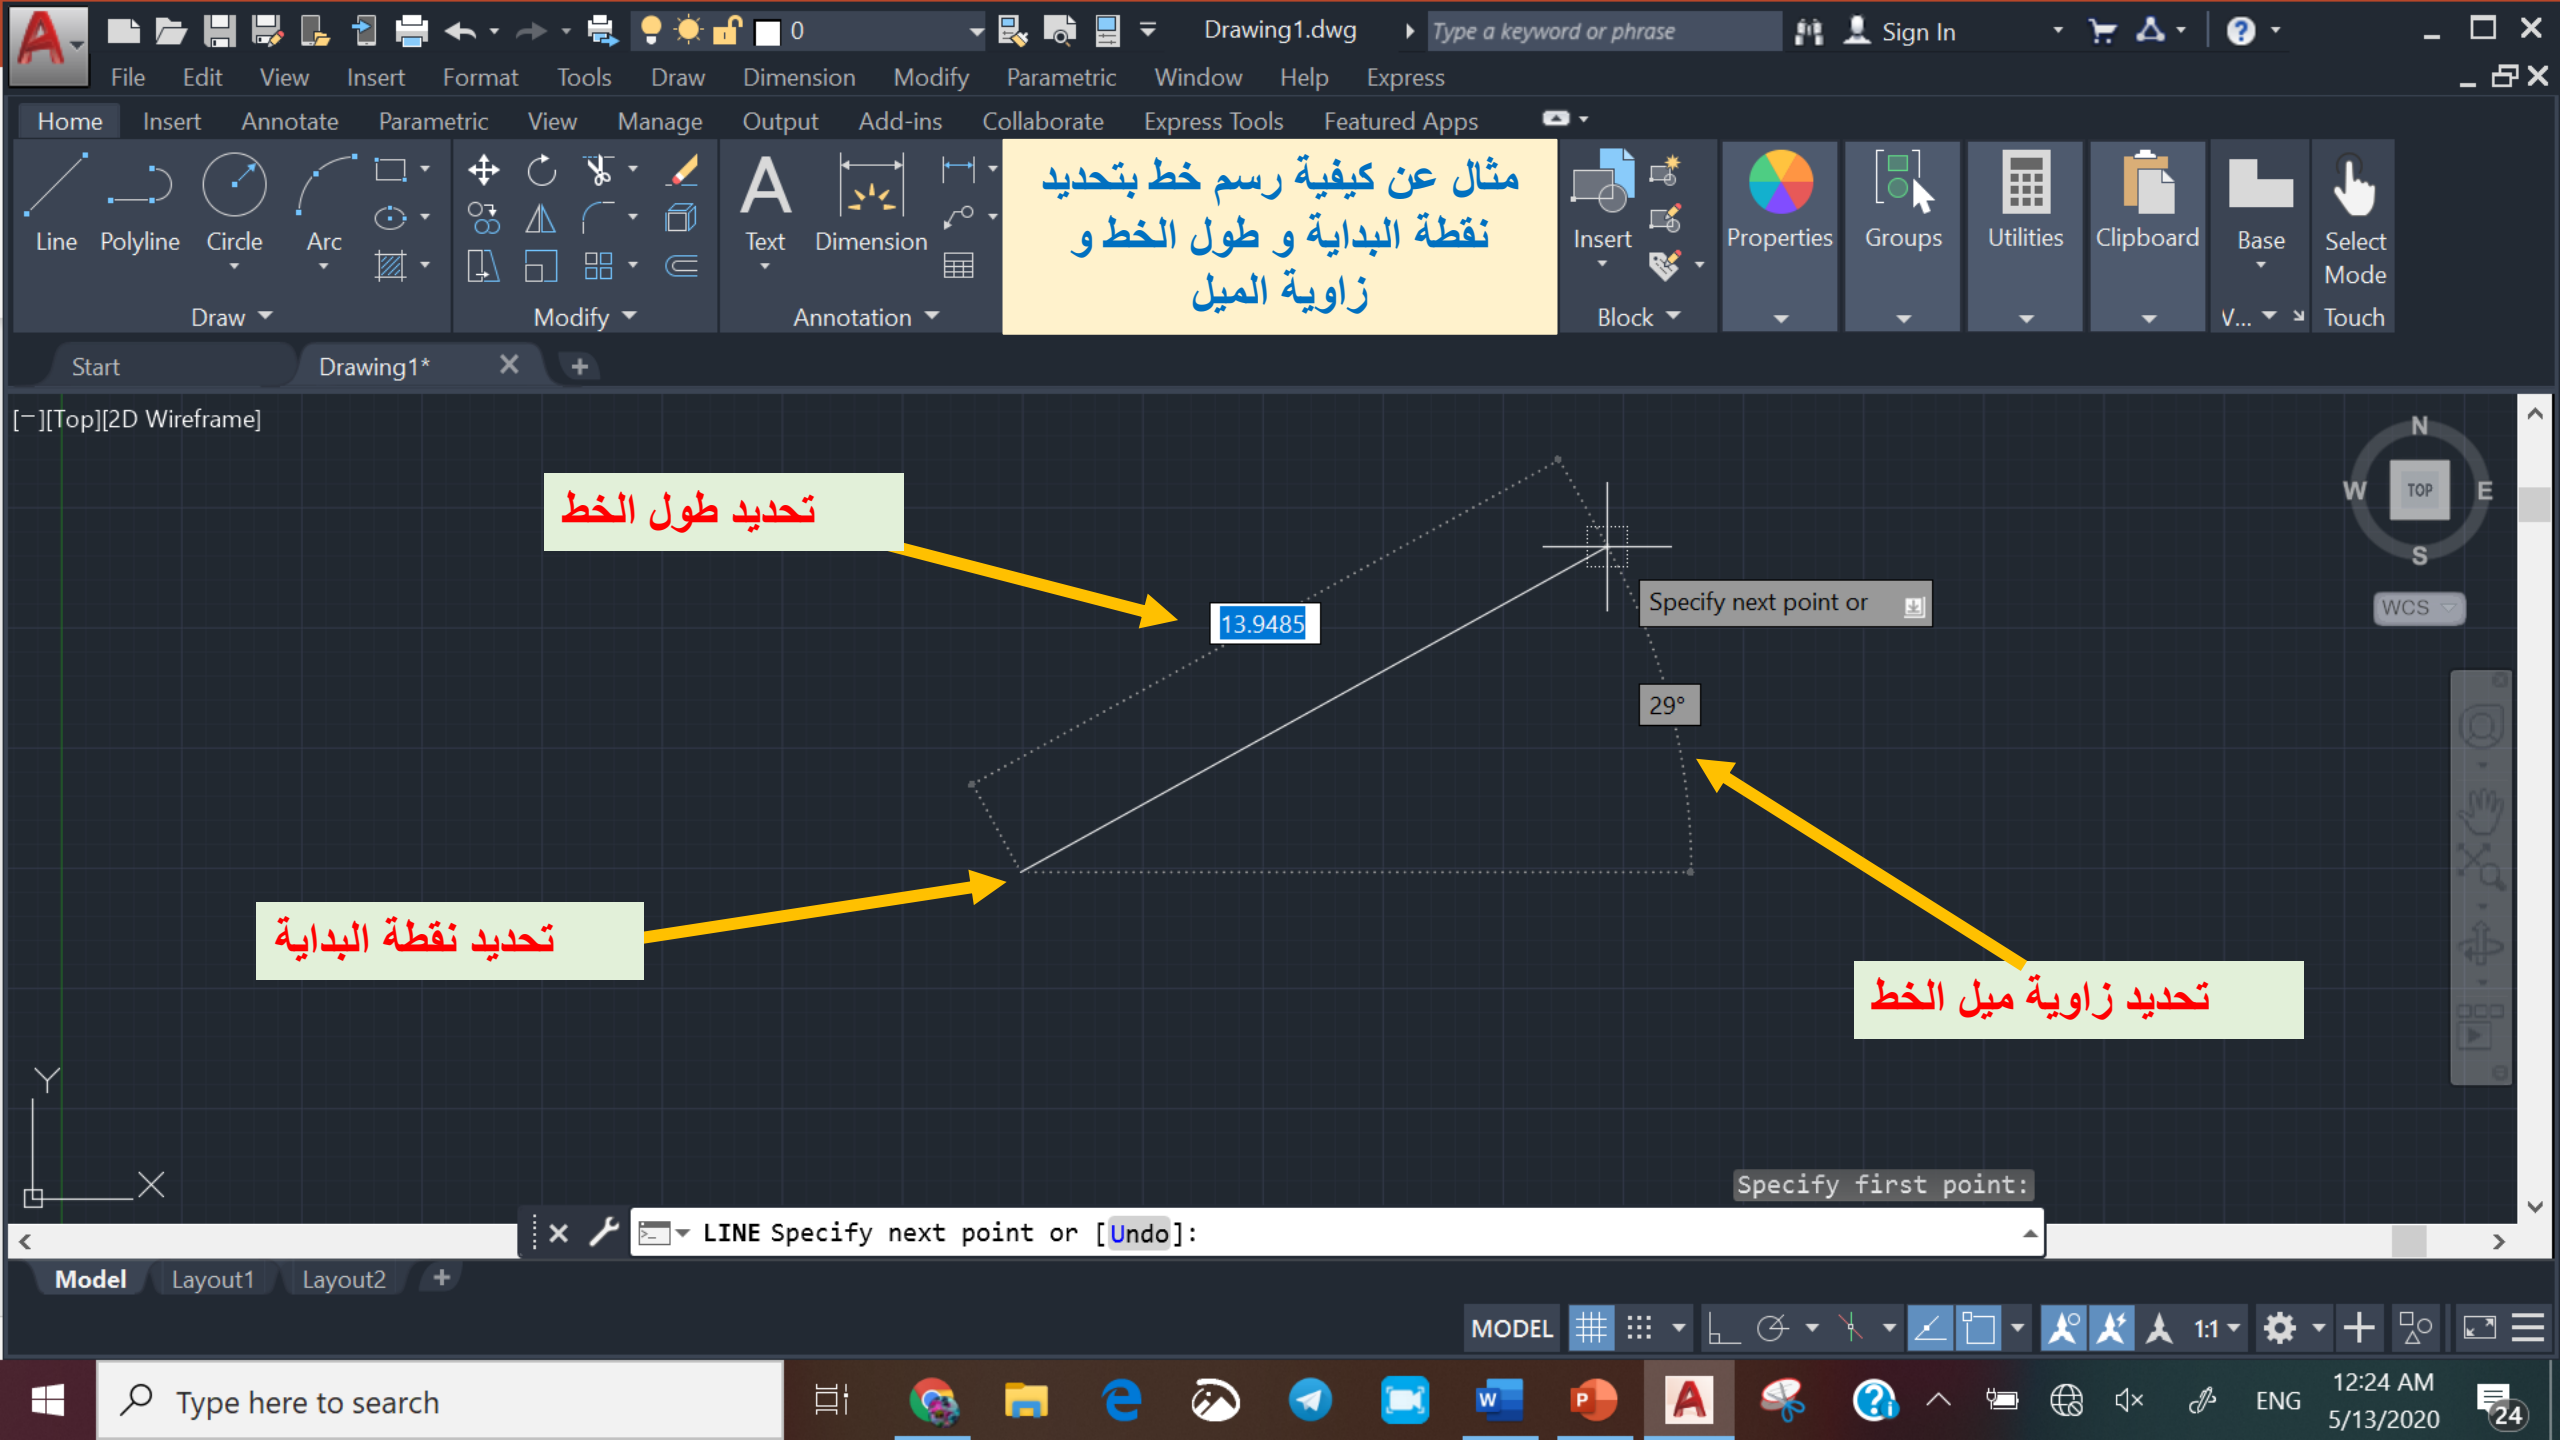 0
Drawing1.dwg
Type a keyword or phrase
Sign In
File Edit View Insert Format Tools Draw Dimension Modify Parametric Window Help Express
Home Insert Annotate Parametric View Manage Output Add-ins Collaborate Express Tools Featured Apps
Line Polyline Circle Arc
Draw
Modify
Text Dimension
Annotation
مثال عن كيفية رسم خط بتحديد
نقطة البداية و طول الخط و
زاوية الميل
Insert
Block
Properties
Groups
Utilities
Clipboard
Base
V...
Select
Mode
Touch
Start Drawing1*
[−][Top][2D Wireframe]
N
W TOP E
S
WCS
تحديد طول الخط
13.9485
Specify next point or
29°
تحديد نقطة البداية
تحديد زاوية ميل الخط
Y
X
Specify first point:
LINE Specify next point or [Undo]:
Model Layout1 Layout2
MODEL 1:1
Type here to search
ENG
12:24 AM
5/13/2020
24